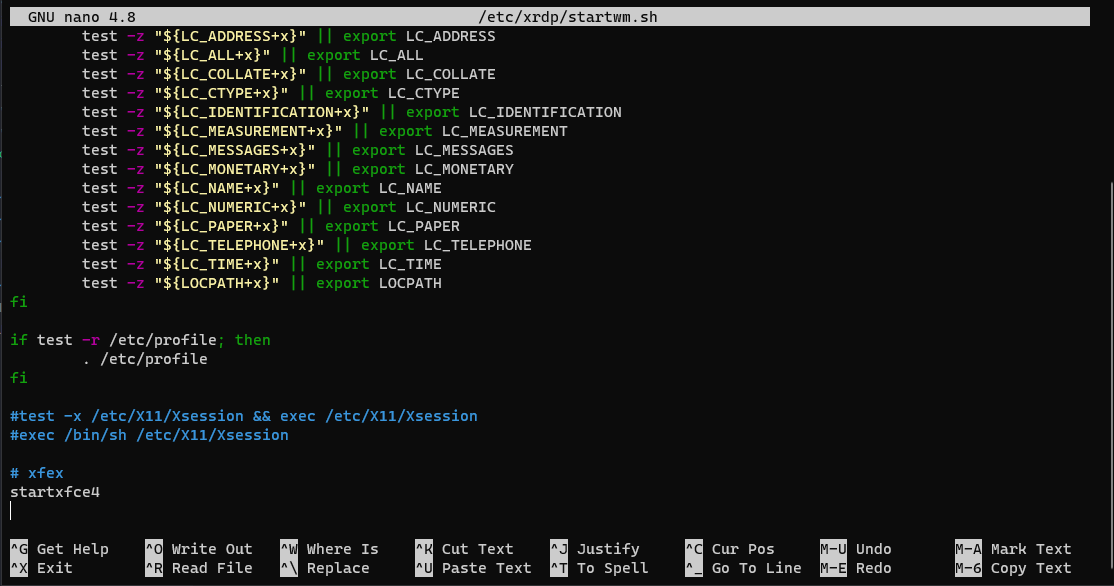 GNU nano 4.8 /etc/xrdp/startwm.sh
test -z "${LC_ADDRESS+x}" || export LC_ADDRESS
test -z "${LC_ALL+x}" || export LC_ALL
test -z "${LC_COLLATE+x}" || export LC_COLLATE
test -z "${LC_CTYPE+x}" || export LC_CTYPE
test -z "${LC_IDENTIFICATION+x}" || export LC_IDENTIFICATION
test -z "${LC_MEASUREMENT+x}" || export LC_MEASUREMENT
test -z "${LC_MESSAGES+x}" || export LC_MESSAGES
test -z "${LC_MONETARY+x}" || export LC_MONETARY
test -z "${LC_NAME+x}" || export LC_NAME
test -z "${LC_NUMERIC+x}" || export LC_NUMERIC
test -z "${LC_PAPER+x}" || export LC_PAPER
test -z "${LC_TELEPHONE+x}" || export LC_TELEPHONE
test -z "${LC_TIME+x}" || export LC_TIME
test -z "${LOCPATH+x}" || export LOCPATH
fi
if test -r /etc/profile; then
. /etc/profile
fi
#test -x /etc/X11/Xsession && exec /etc/X11/Xsession
#exec /bin/sh /etc/X11/Xsession
# xfex
startxfce4
^G Get Help ^O Write Out ^W Where Is ^K Cut Text ^J Justify ^C Cur Pos M-U Undo M-A Mark Text
^X Exit ^R Read File ^\ Replace ^U Paste Text ^T To Spell ^_ Go To Line M-E Redo M-6 Copy Text